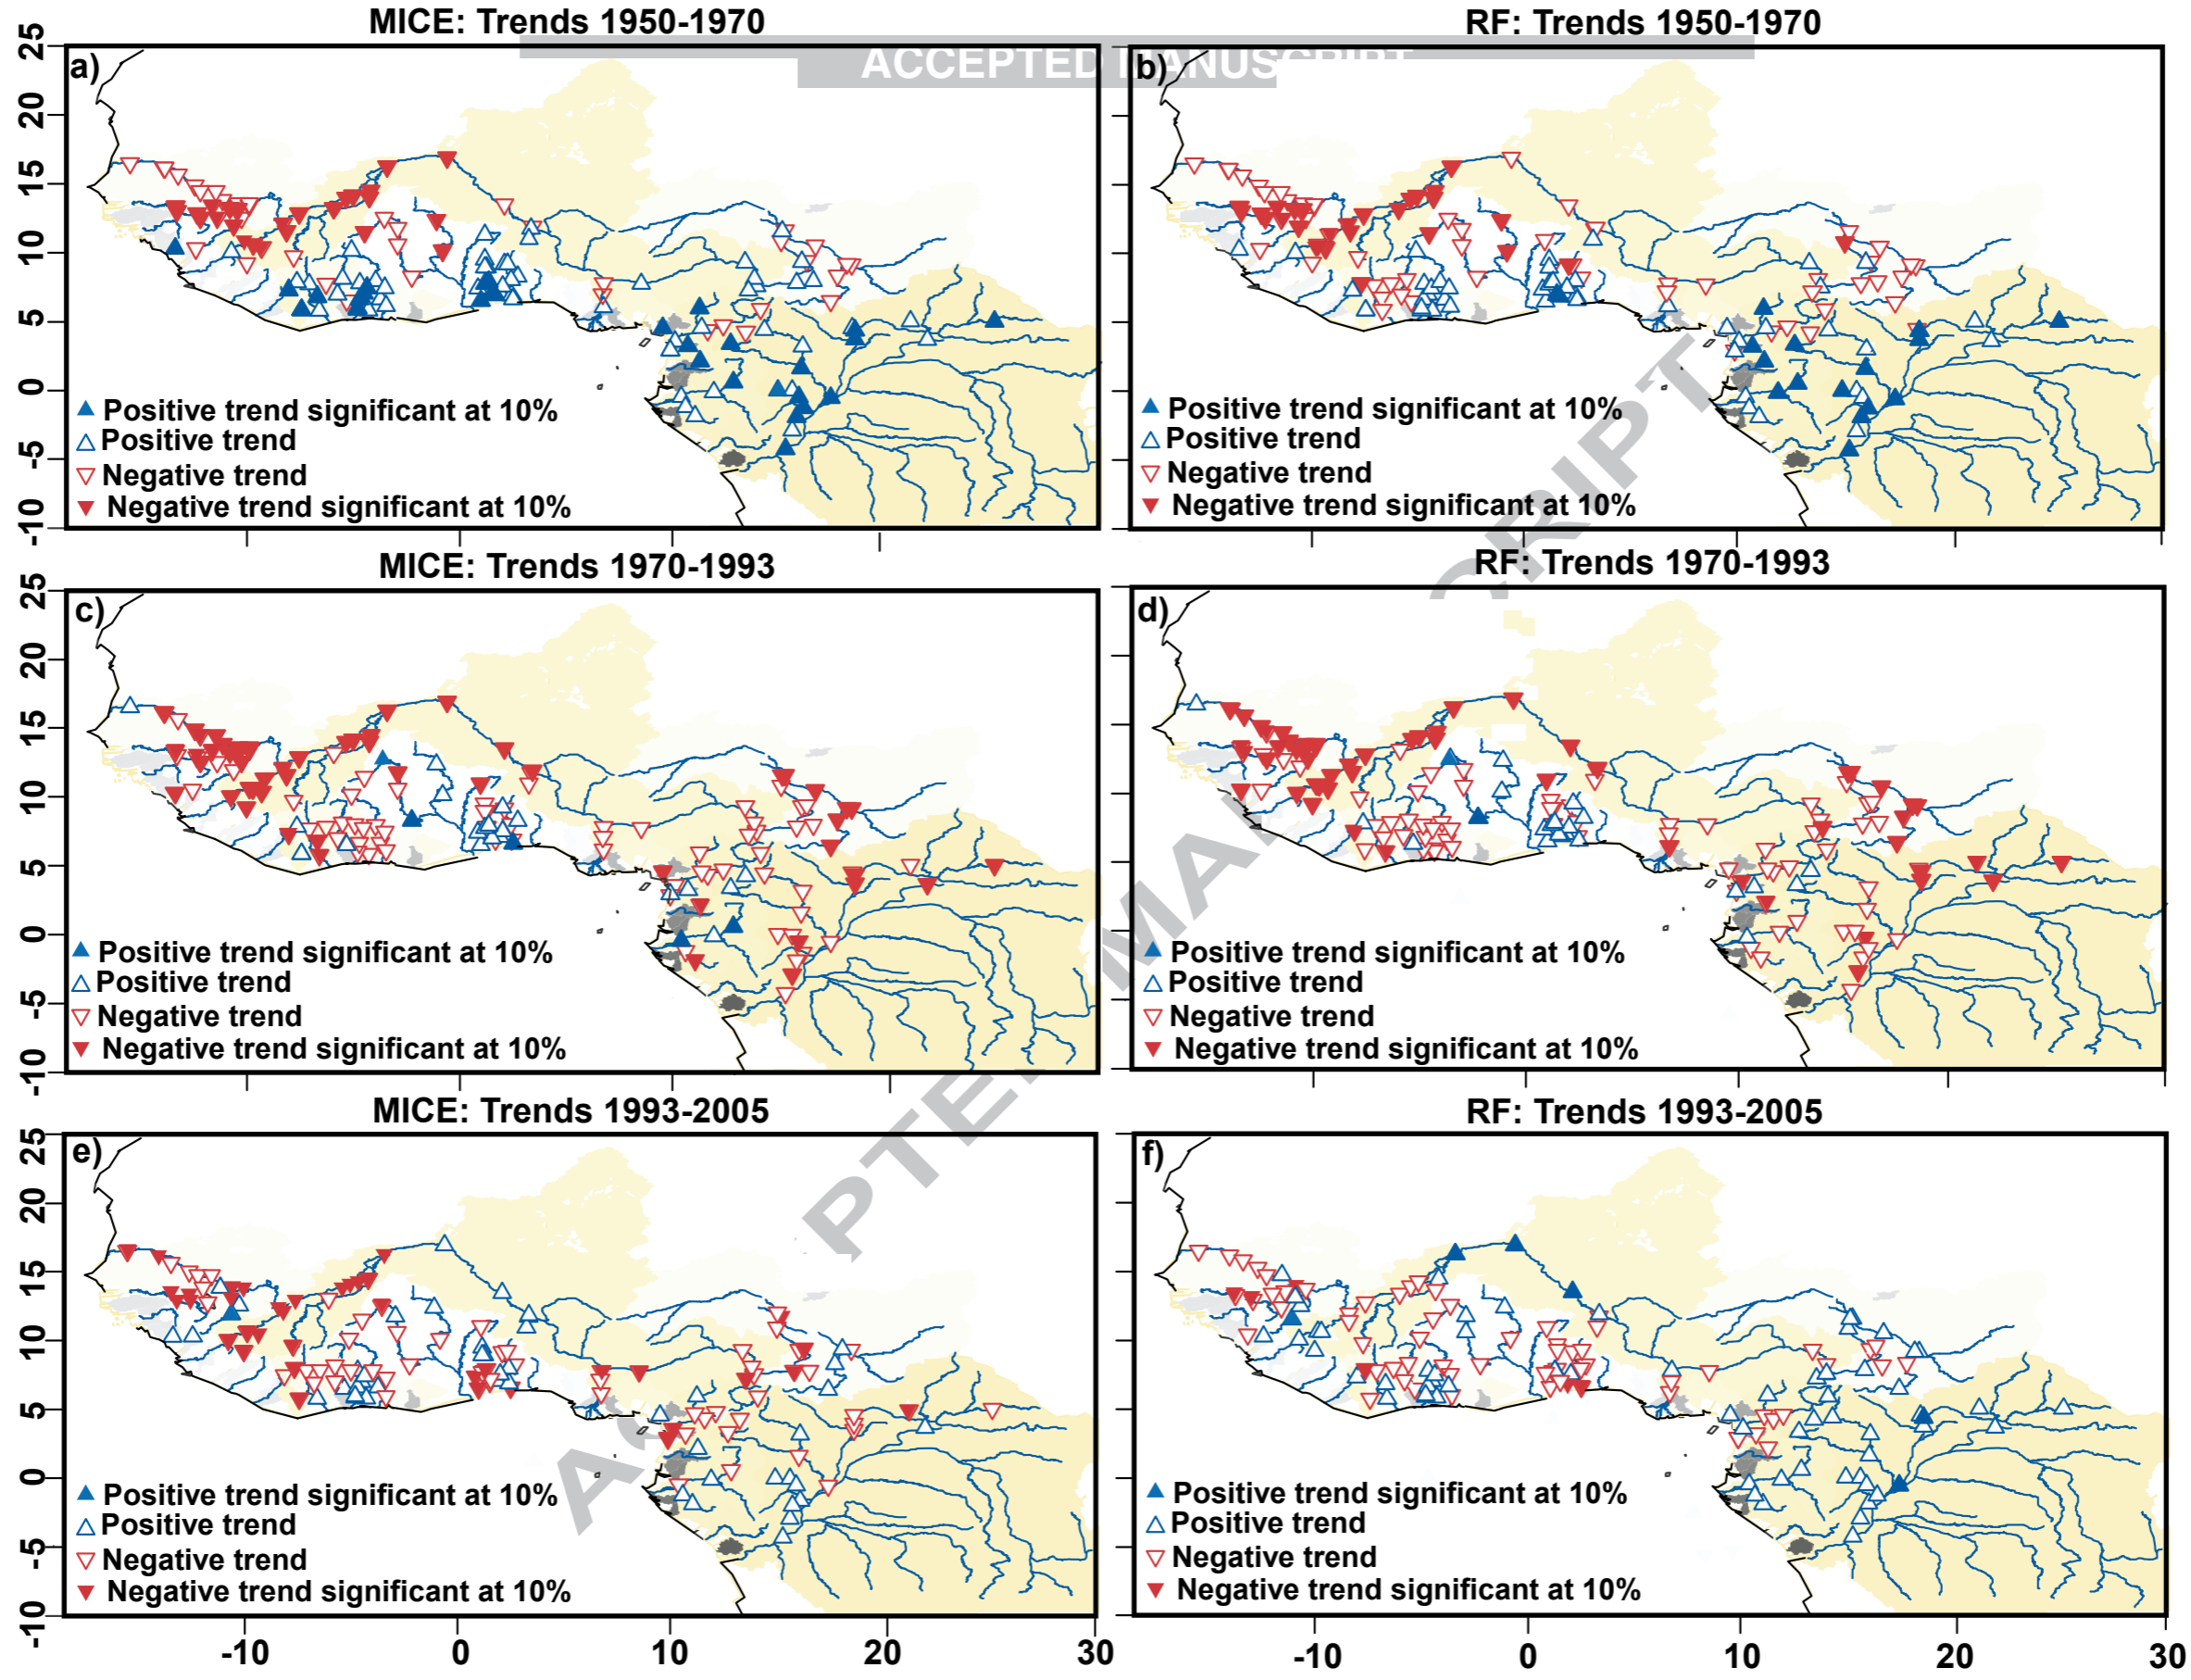 MICE: Trends 1950-1970
RF: Trends 1950-1970
ACCEPTED MANUSCRIPT
a)
b)
25
20
15
10
5
0
-5
-10
Positive trend significant at 10%
Positive trend
Negative trend
Negative trend significant at 10%
Positive trend significant at 10%
Positive trend
Negative trend
Negative trend significant at 10%
MICE: Trends 1970-1993
RF: Trends 1970-1993
c)
d)
25
20
15
10
5
0
-5
-10
Positive trend significant at 10%
Positive trend
Negative trend
Negative trend significant at 10%
Positive trend significant at 10%
Positive trend
Negative trend
Negative trend significant at 10%
MICE: Trends 1993-2005
RF: Trends 1993-2005
e)
f)
25
20
15
10
5
0
-5
-10
Positive trend significant at 10%
Positive trend
Negative trend
Negative trend significant at 10%
Positive trend significant at 10%
Positive trend
Negative trend
Negative trend significant at 10%
-10 0 10 20 30
-10 0 10 20 30